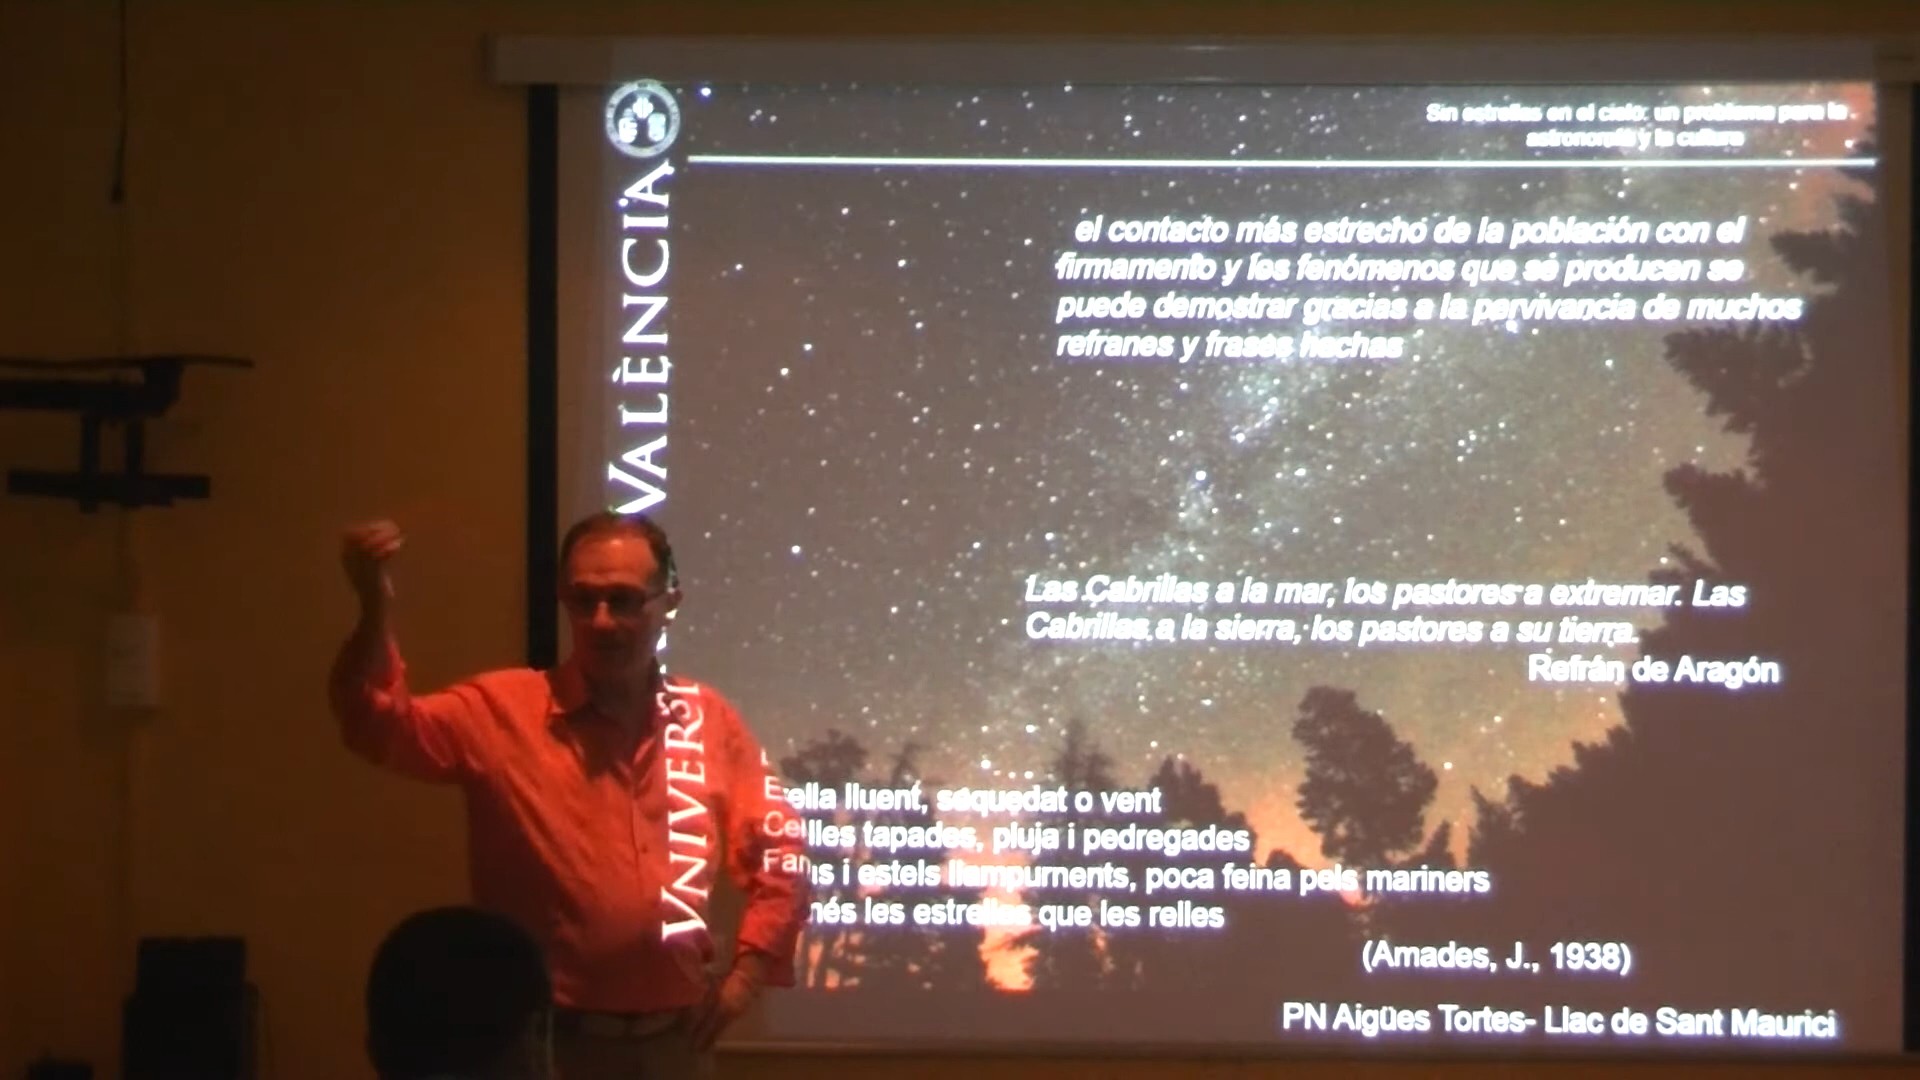 Sin estrellas en el cielo: un problema para la
astronomía y la cultura
VNIVERSI
VALÈNCIA
el contacto más estrecho de la población con el
firmamento y los fenómenos que se producen se
puede demostrar gracias a la pervivancia de muchos
refranes y frases hechas
Las Cabrillas a la mar, los pastores a extremar. Las
Cabrillas a la sierra, los pastores a su tierra.
Refrán de Aragón
lluent, sequedat o vent
tapades, pluja i pedregades
i estels llampurnents, poca feina pels mariners
més les estrelles que les relles
(Amades, J., 1938)
PN Aigües Tortes- Llac de Sant Maurici